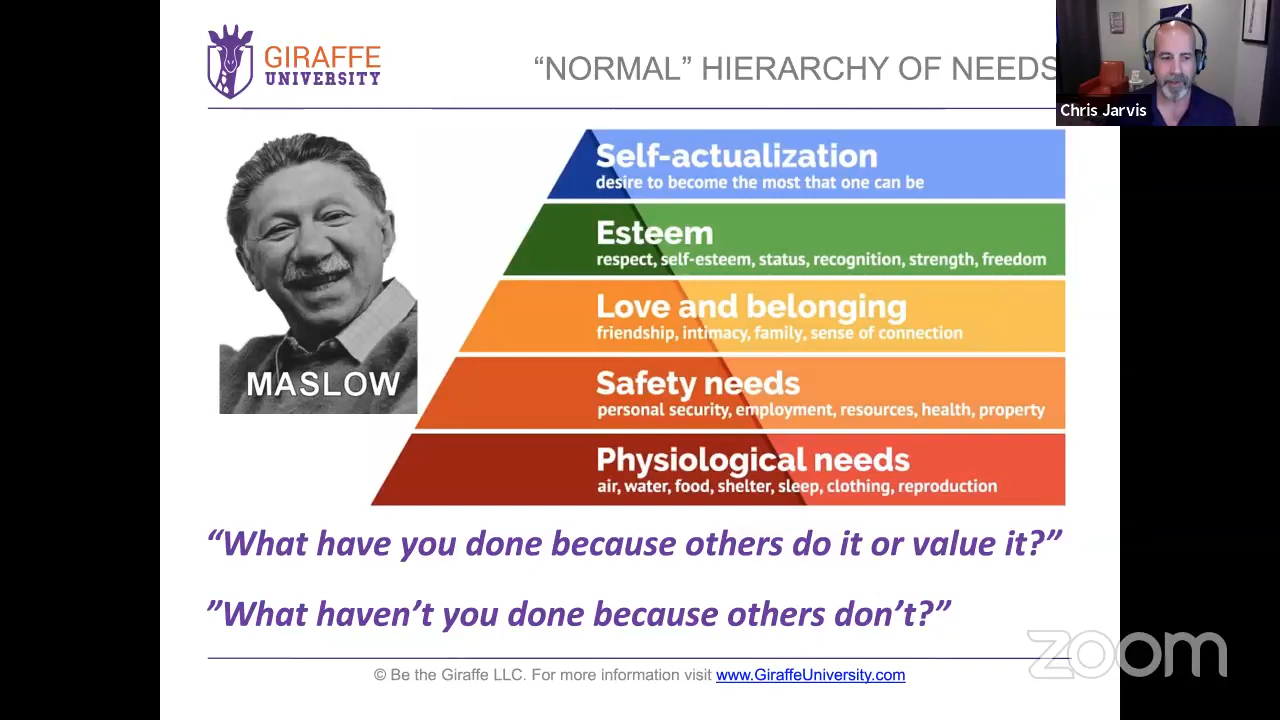 GIRAFFE
UNIVERSITY
“NORMAL” HIERARCHY OF NEEDS
Chris Jarvis
MASLOW
Self-actualization
desire to become the most that one can be
Esteem
respect, self-esteem, status, recognition, strength, freedom
Love and belonging
friendship, intimacy, family, sense of connection
Safety needs
personal security, employment, resources, health, property
Physiological needs
air, water, food, shelter, sleep, clothing, reproduction
“What have you done because others do it or value it?”
”What haven’t you done because others don’t?”
© Be the Giraffe LLC. For more information visit www.GiraffeUniversity.com
zoom